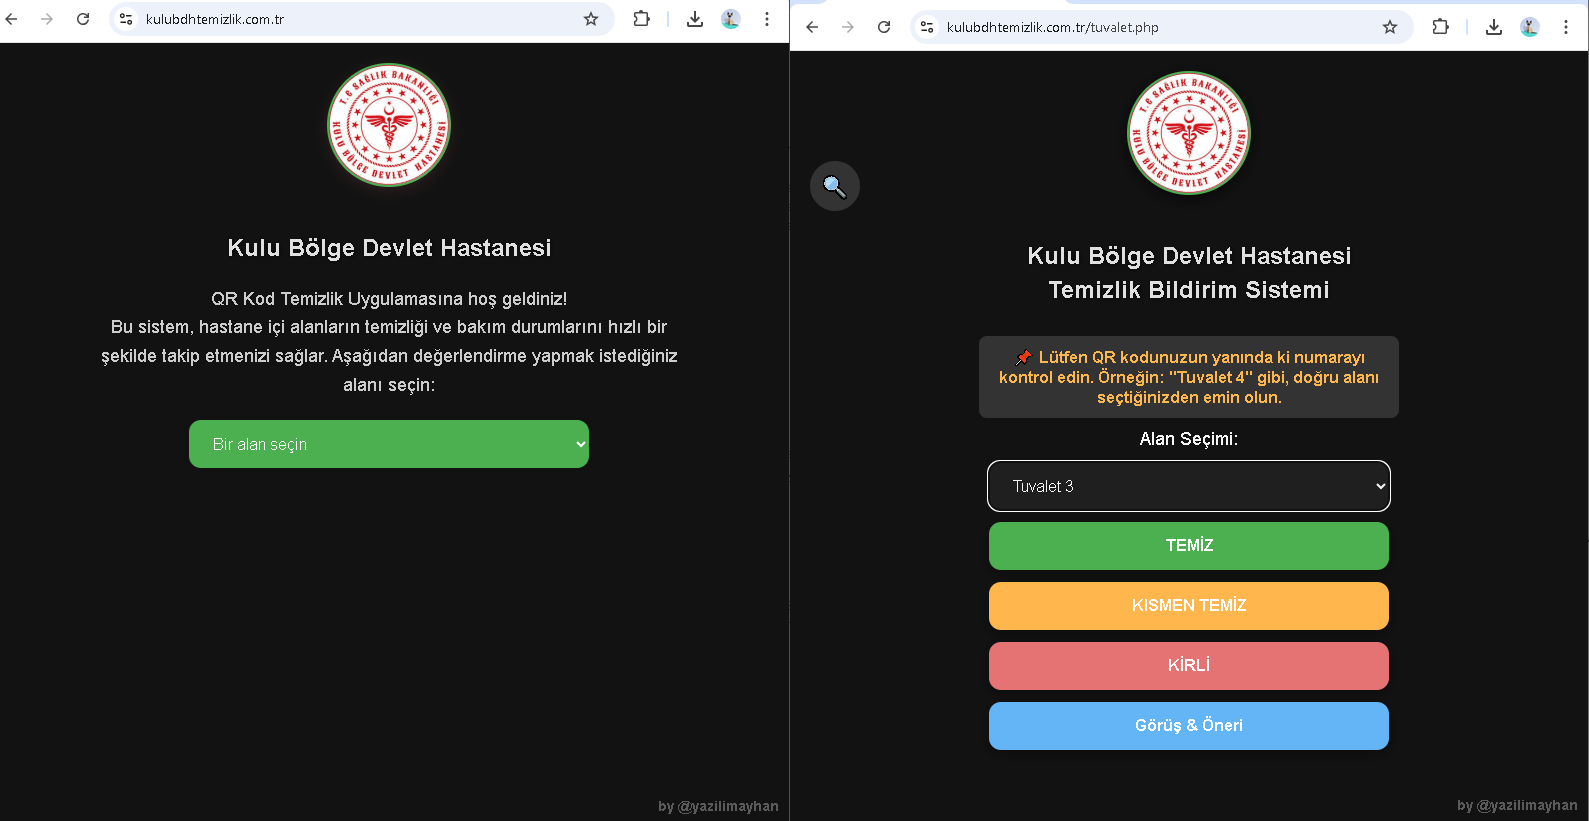 kulubdhtemizlik.com.tr
T.C SAĞLIK BAKANLIĞI
KULU BÖLGE DEVLET HASTANESİ
Kulu Bölge Devlet Hastanesi
QR Kod Temizlik Uygulamasına hoş geldiniz!
Bu sistem, hastane içi alanların temizliği ve bakım durumlarını hızlı bir
şekilde takip etmenizi sağlar. Aşağıdan değerlendirme yapmak istediğiniz
alanı seçin:
Bir alan seçin
by @yazilimayhan
kulubdhtemizlik.com.tr/tuvalet.php
T.C SAĞLIK BAKANLIĞI
KULU BÖLGE DEVLET HASTANESİ
Kulu Bölge Devlet Hastanesi
Temizlik Bildirim Sistemi
Lütfen QR kodunuzun yanında ki numarayı
kontrol edin. Örneğin: "Tuvalet 4" gibi, doğru alanı
seçtiğinizden emin olun.
Alan Seçimi:
Tuvalet 3
TEMİZ
KISMEN TEMİZ
KİRLİ
Görüş & Öneri
by @yazilimayhan